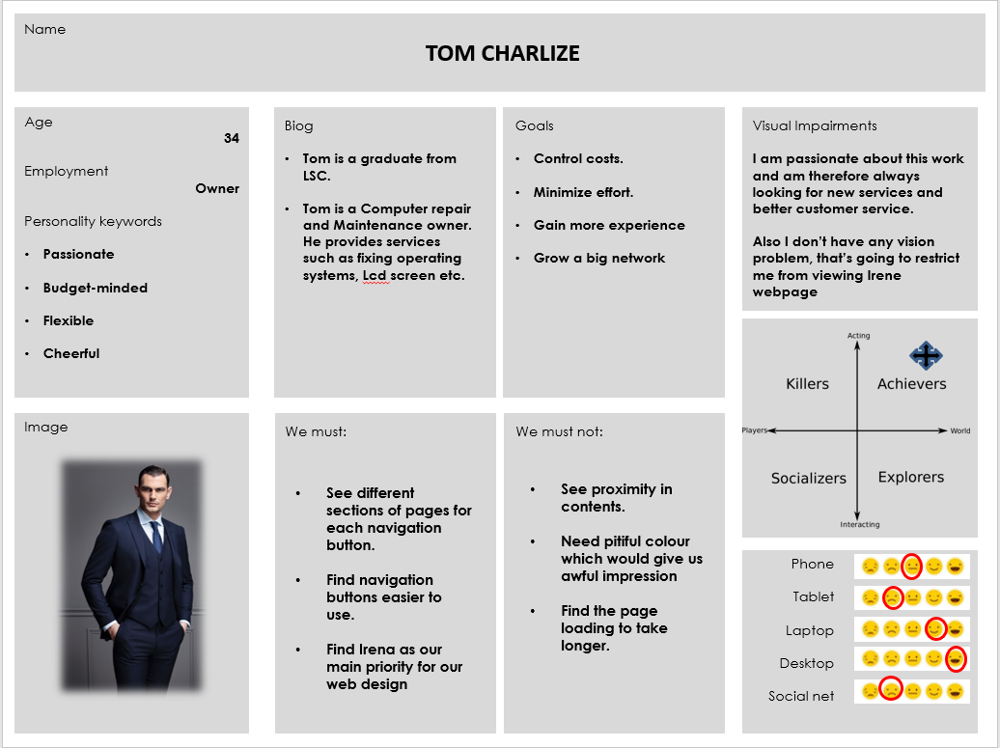 Name
TOM CHARLIZE
Age
34
Employment
Owner
Personality keywords
• Passionate
• Budget-minded
• Flexible
• Cheerful
Biog
• Tom is a graduate from
LSC.
• Tom is a Computer repair
and Maintenance owner.
He provides services
such as fixing operating
systems, Lcd screen etc.
Goals
• Control costs.
• Minimize effort.
• Gain more experience
• Grow a big network
Visual Impairments
I am passionate about this work
and am therefore always
looking for new services and
better customer service.
Also I don't have any vision
problem, that's going to restrict
me from viewing Irene
webpage
Acting
Killers
Achievers
Players
World
Socializers
Explorers
Interacting
Image
We must:
• See different
sections of pages for
each navigation
button.
• Find navigation
buttons easier to
use.
• Find Irena as our
main priority for our
web design
We must not:
• See proximity in
contents.
• Need pitiful colour
which would give us
awful impression
• Find the page
loading to take
longer.
Phone
Tablet
Laptop
Desktop
Social net